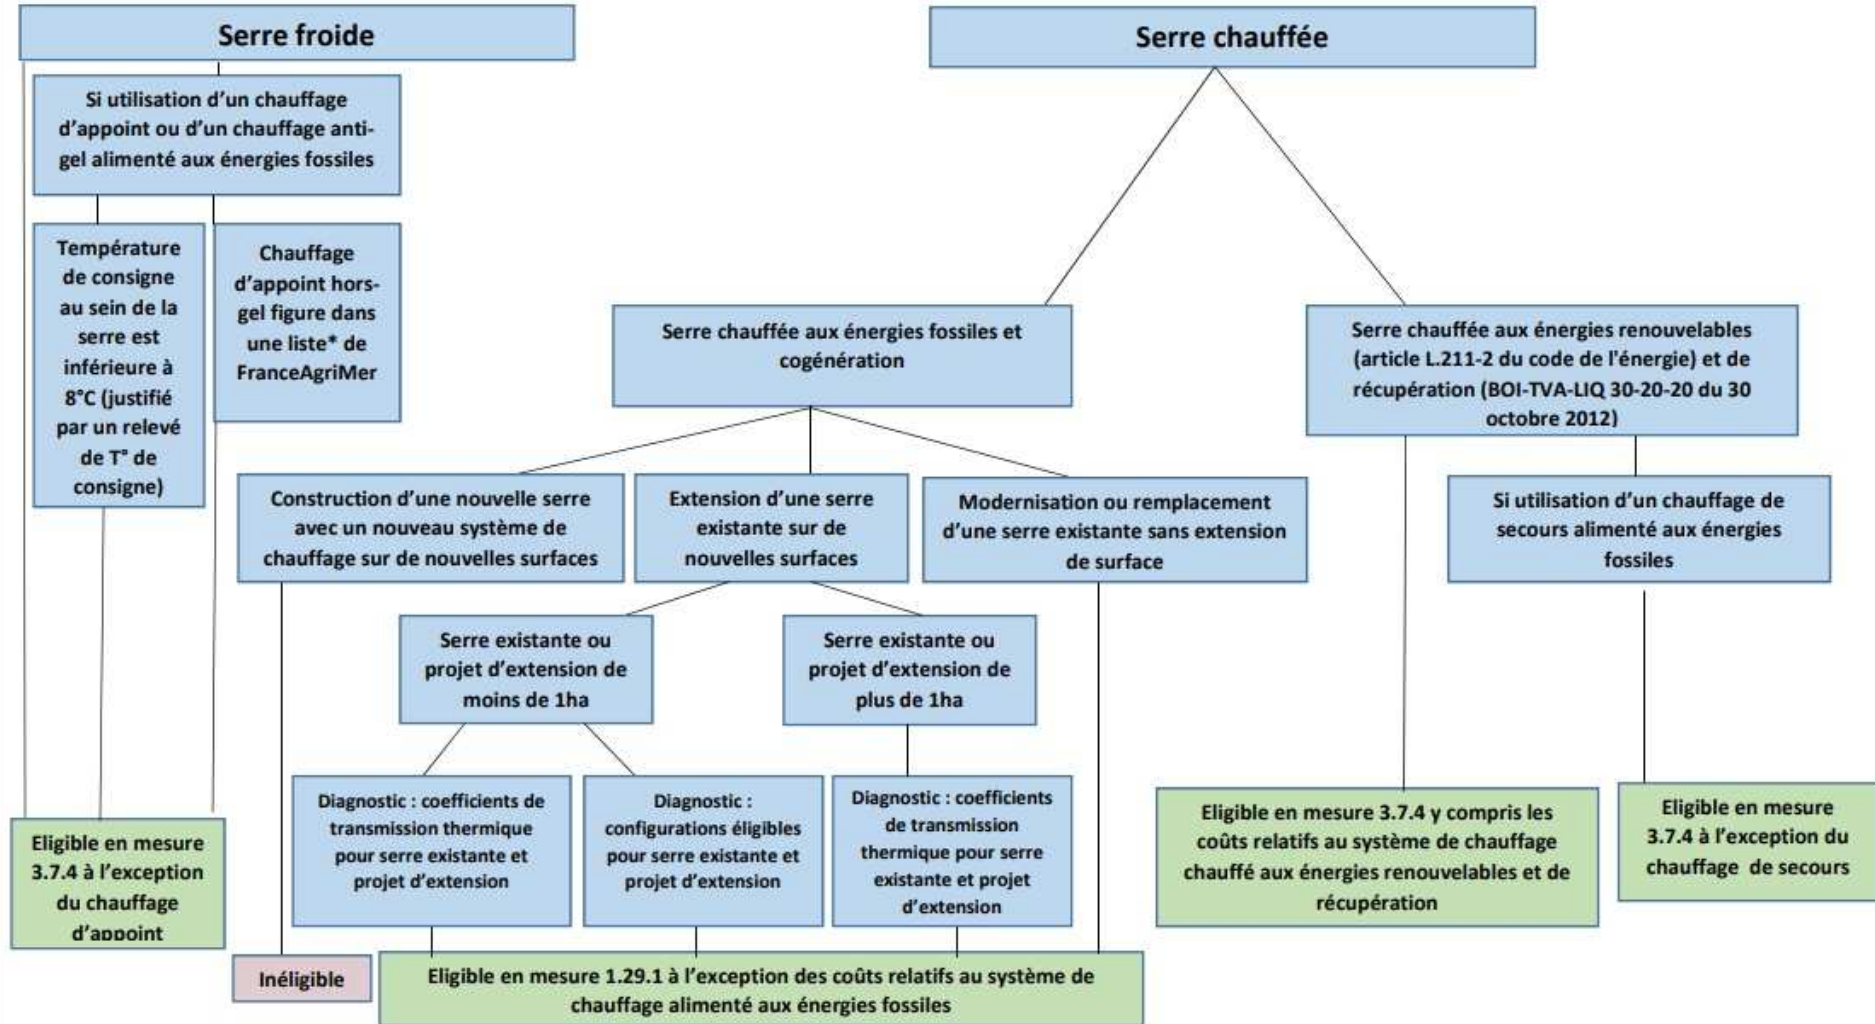 Serre froide
Si utilisation d'un chauffage
d'appoint ou d'un chauffage anti-
gel alimenté aux énergies fossiles
Température
de consigne
au sein de la
serre est
inférieure à
8°C (justifié
par un relevé
de T° de
consigne)
Chauffage
d'appoint hors-
gel figure dans
une liste* de
FranceAgriMer
Eligible en mesure
3.7.4 à l'exception
du chauffage
d'appoint
Serre chauffée
Serre chauffée aux énergies fossiles et
cogénération
Construction d'une nouvelle serre
avec un nouveau système de
chauffage sur de nouvelles surfaces
Extension d'une serre
existante sur de
nouvelles surfaces
Modernisation ou remplacement
d'une serre existante sans extension
de surface
Serre existante ou
projet d'extension de
moins de 1ha
Serre existante ou
projet d'extension de
plus de 1ha
Diagnostic : coefficients de
transmission thermique
pour serre existante et
projet d'extension
Diagnostic :
configurations éligibles
pour serre existante et
projet d'extension
Diagnostic : coefficients
de transmission
thermique pour serre
existante et projet
d'extension
Inéligible
Eligible en mesure 1.29.1 à l'exception des coûts relatifs au système de
chauffage alimenté aux énergies fossiles
Serre chauffée aux énergies renouvelables
(article L.211-2 du code de l'énergie) et de
récupération (BOI-TVA-LIQ 30-20-20 du 30
octobre 2012)
Si utilisation d'un chauffage de
secours alimenté aux énergies
fossiles
Eligible en mesure 3.7.4 y compris les
coûts relatifs au système de chauffage
chauffé aux énergies renouvelables et de
récupération
Eligible en mesure
3.7.4 à l'exception du
chauffage de secours